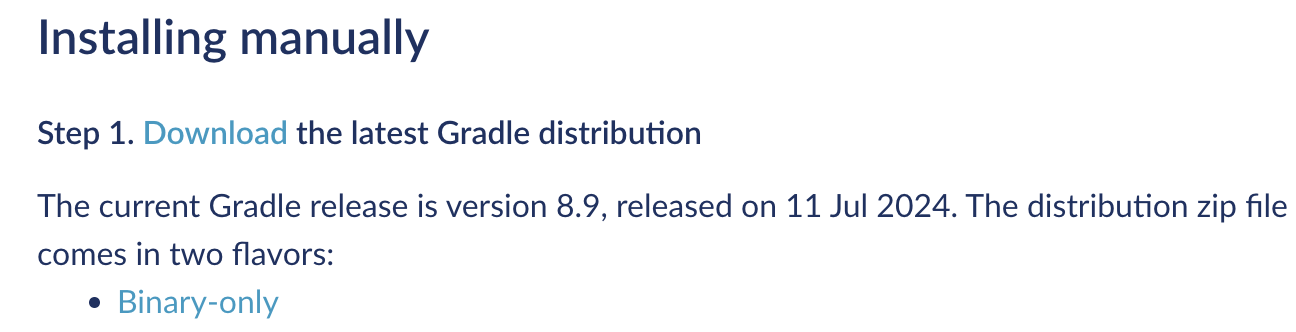 Installing manually
Step 1. Download the latest Gradle distribution
The current Gradle release is version 8.9, released on 11 Jul 2024. The distribution zip file
comes in two flavors:
• Binary-only